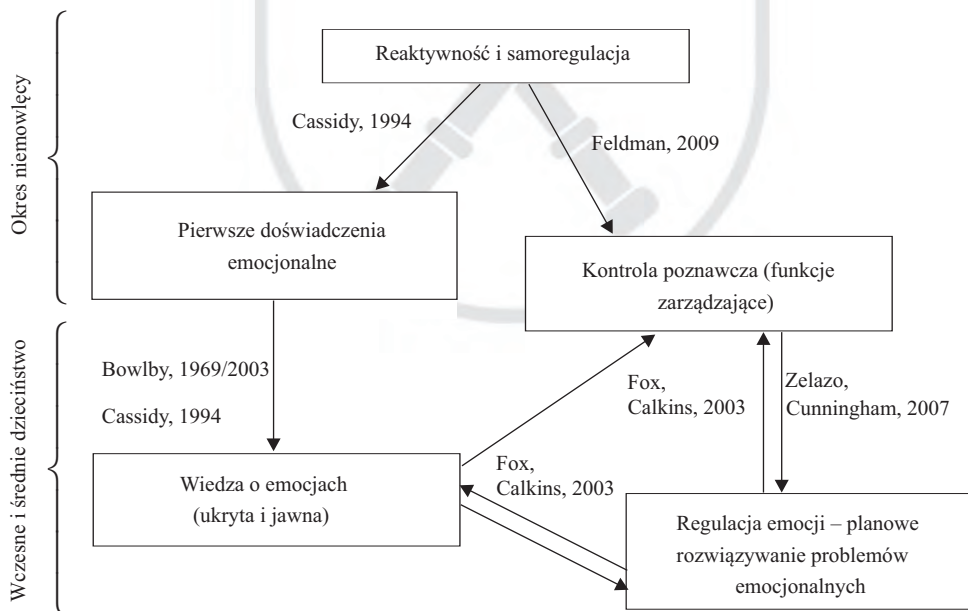 Okres niemowlęcy
Reaktywność i samoregulacja
Cassidy, 1994
Feldman, 2009
Pierwsze doświadczenia
emocjonalne
Kontrola poznawcza (funkcje
zarządzające)
Wczesne i średnie dzieciństwo
Bowlby, 1969/2003
Cassidy, 1994
Fox,
Calkins, 2003
Zelazo,
Cunningham, 2007
Wiedza o emocjach
(ukryta i jawna)
Fox,
Calkins, 2003
Regulacja emocji – planowe
rozwiązywanie problemów
emocjonalnych